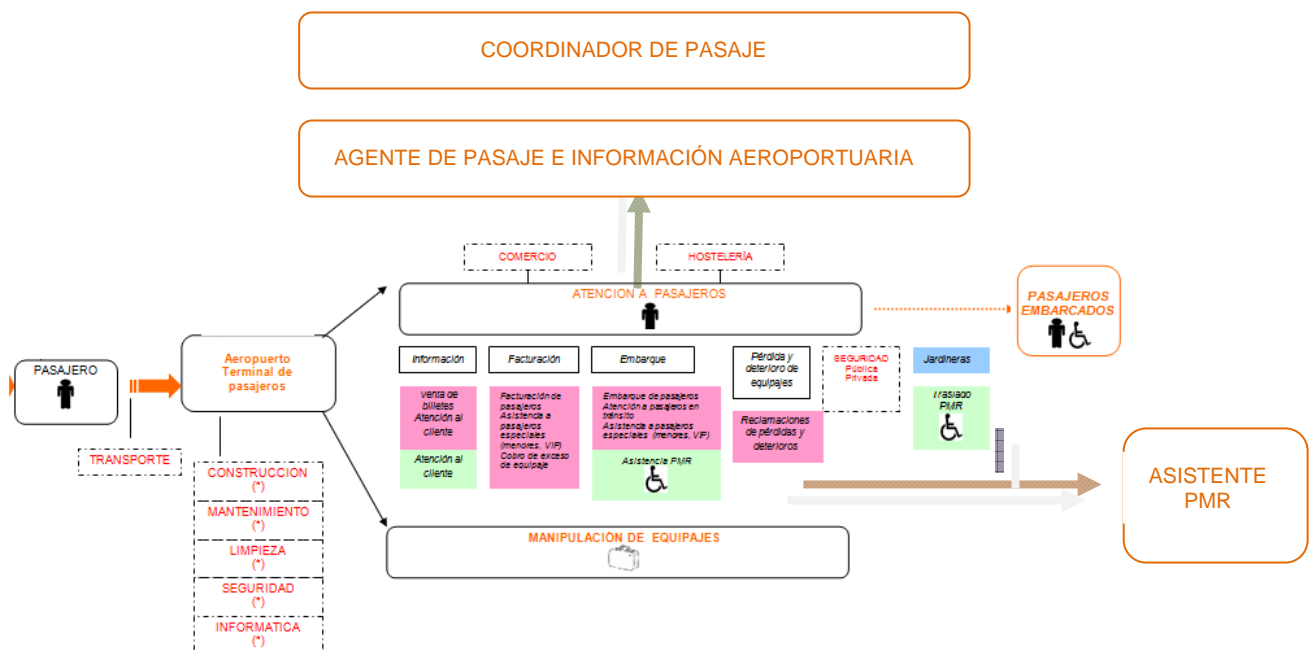 COORDINADOR DE PASAJE
AGENTE DE PASAJE E INFORMACIÓN AEROPORTUARIA
COMERCIO
HOSTELERÍA
ATENCION A PASAJEROS
PASAJEROS
EMBARCADOS
PASAJERO
TRANSPORTE
Aeropuerto
Terminal de
pasajeros
CONSTRUCCION
(*)
MANTENIMIENTO
(*)
LIMPIEZA
(*)
SEGURIDAD
(*)
INFORMATICA
(*)
Información
Venta de
billetes
Atención al
cliente
Atención al
cliente
Facturación
Facturación de
pasajeros
Asistencia a
pasajeros
especiales
(menores, VIP)
Cobro de exceso
de equipaje
Embarque
Embarque de pasajeros
Atención a pasajeros en
tránsito
Asistencia a pasajeros
especiales (menores, VIP)
Asistencia PMR
Pérdida y
deterioro de
equipajes
Reclamaciones
de pérdidas y
deterioros
SEGURIDAD
Pública
Privada
Jardineras
Traslado
PMR
MANIPULACIÓN DE EQUIPAJES
ASISTENTE
PMR